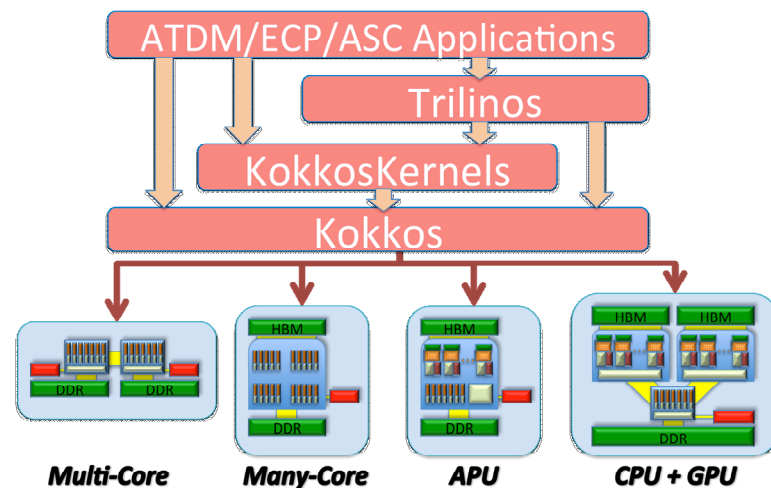 ATDM/ECP/ASC Applications
Trilinos
KokkosKernels
Kokkos
HBM
HBM
HBM
HBM
DDR
DDR
DDR
DDR
DDR
Multi-Core
Many-Core
APU
CPU + GPU